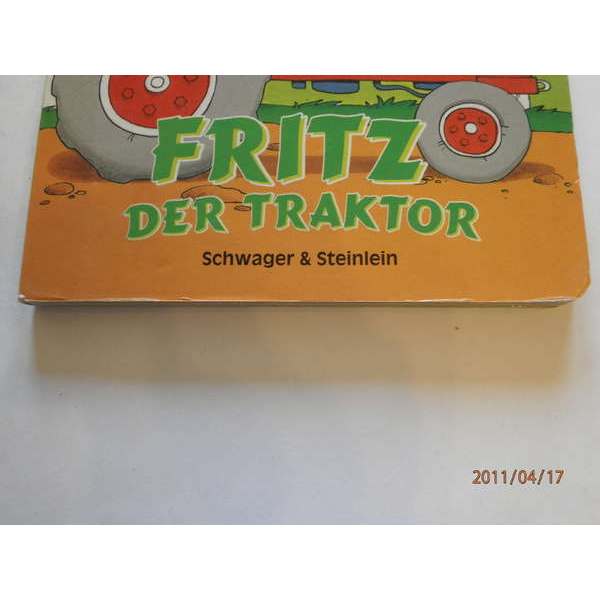 FRITZ
DER TRAKTOR
Schwager & Steinlein
2011/04/17